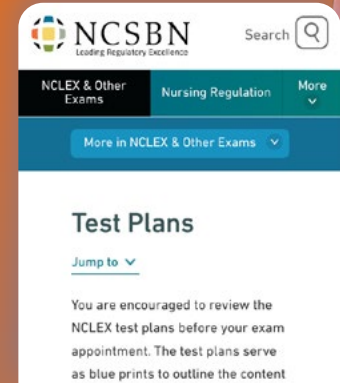 NCSBN
Leading Regulatory Excellence
Search
NCLEX & Other
Exams
Nursing Regulation
More
More in NCLEX & Other Exams
Test Plans
Jump to
You are encouraged to review the
NCLEX test plans before your exam
appointment. The test plans serve
as blue prints to outline the content